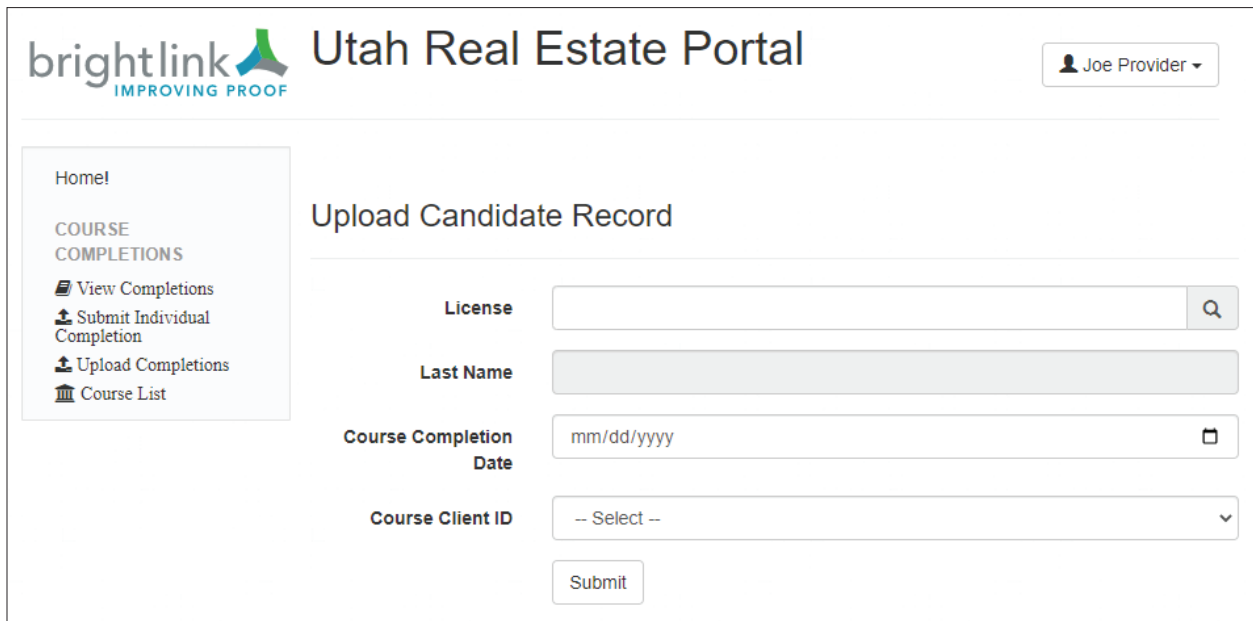 brightlink
IMPROVING PROOF
Utah Real Estate Portal
Joe Provider
Home!
COURSE
COMPLETIONS
View Completions
Submit Individual
Completion
Upload Completions
Course List
Upload Candidate Record
License
Last Name
Course Completion
Date
mm/dd/yyyy
Course Client ID
-- Select --
Submit